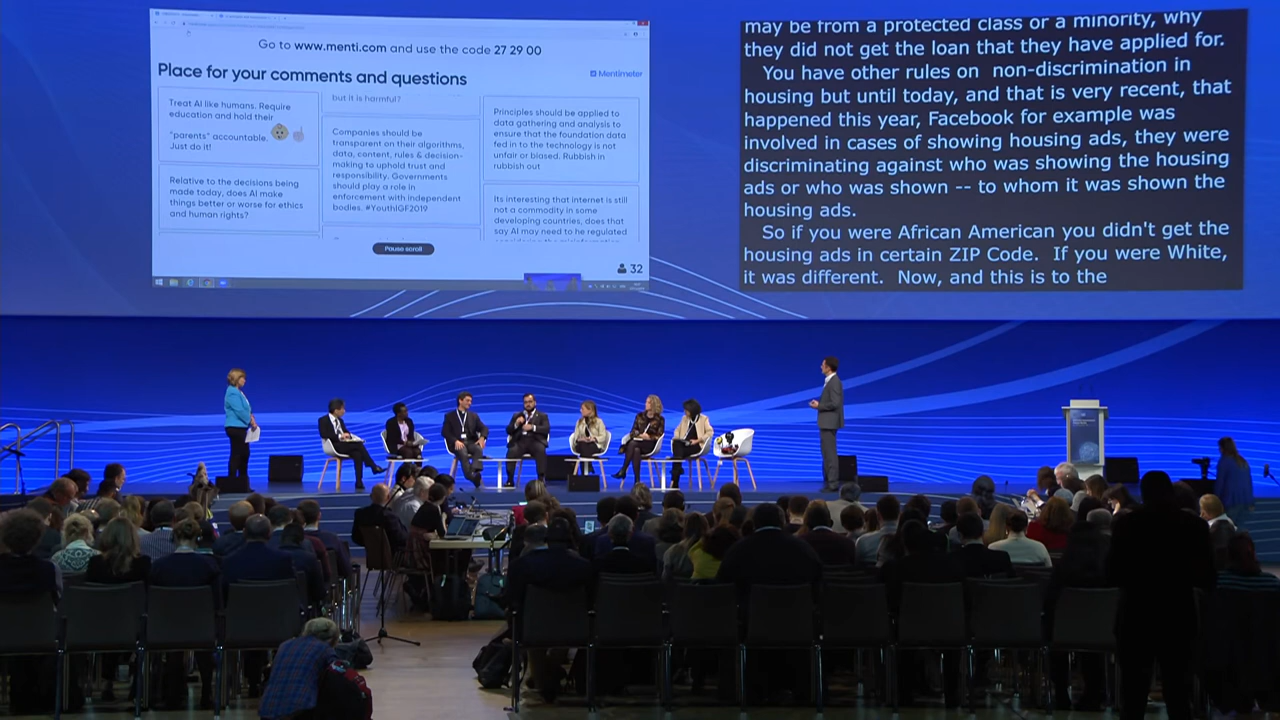 Go to www.menti.com and use the code 27 29 00
Place for your comments and questions
Mentimeter
Treat AI like humans. Require
education and hold their
"parents" accountable.
Just do it!
Relative to the decisions being
made today, does AI make
things better or worse for ethics
and human rights?
but it is harmful?
Companies should be
transparent on their algorithms,
data, content, rules & decision-
making to uphold trust and
responsibility. Governments
should play a role in
enforcement with independent
bodies. #YouthIGF2019
Principles should be applied to
data gathering and analysis to
ensure that the foundation data
fed in to the technology is not
unfair or biased. Rubbish in
rubbish out
Its interesting that internet is still
not a commodity in some
developing countries, does that
say AI may need to be regulated
Pause scroll
32
may be from a protected class or a minority, why
they did not get the loan that they have applied for.
You have other rules on non-discrimination in
housing but until today, and that is very recent, that
happened this year, Facebook for example was
involved in cases of showing housing ads, they were
discriminating against who was showing the housing
ads or who was shown -- to whom it was shown the
housing ads.
So if you were African American you didn't get the
housing ads in certain ZIP Code. If you were White,
it was different. Now, and this is to the